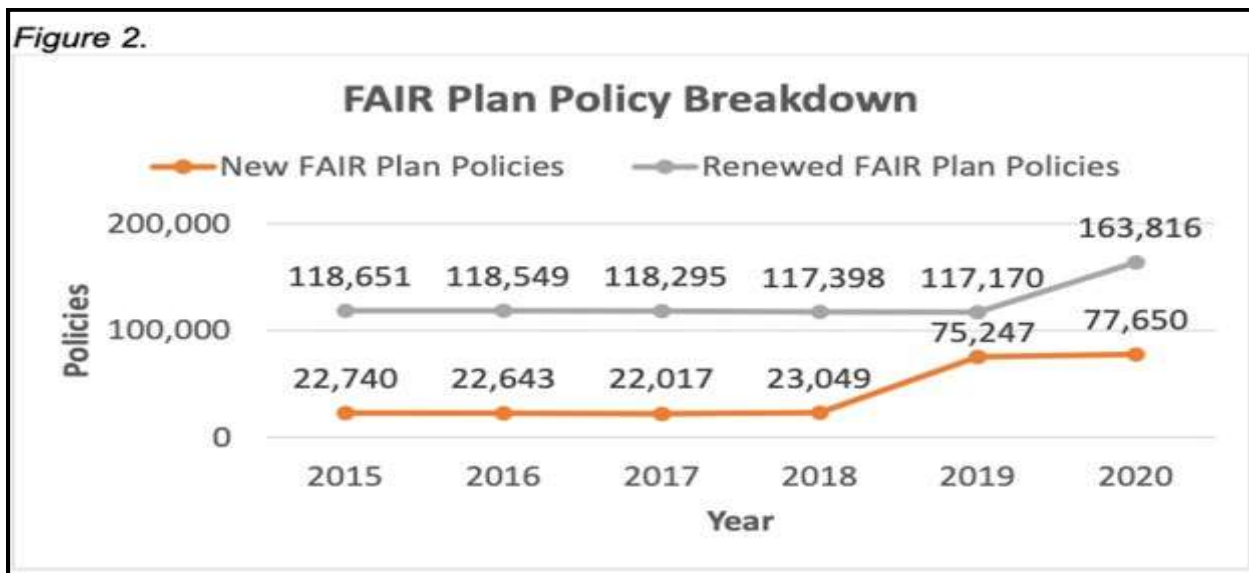 Figure 2.
FAIR Plan Policy Breakdown
New FAIR Plan Policies Renewed FAIR Plan Policies
200,000
163,816
118,651 118,549 118,295 117,398 117,170
100,000
75,247 77,650
22,740 22,643 22,017 23,049
0
Policies
2015 2016 2017 2018 2019 2020
Year